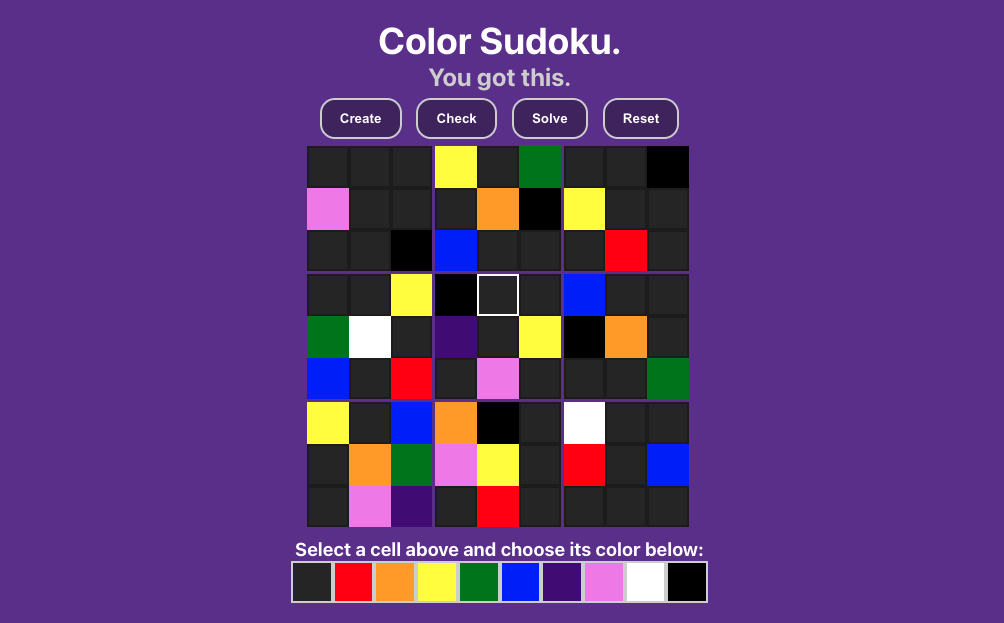 Color Sudoku.
You got this.
Create Check Solve Reset
Select a cell above and choose its color below: